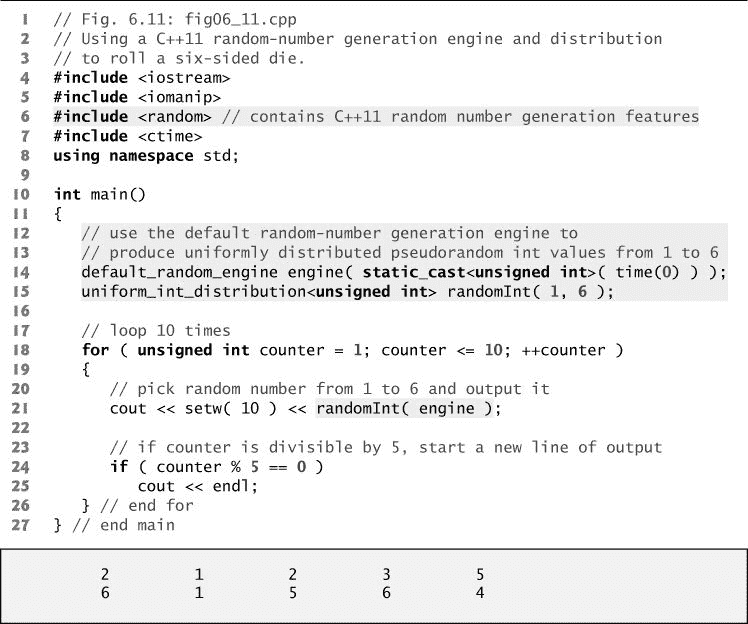 1 // Fig. 6.11: fig06_11.cpp
2 // Using a C++11 random-number generation engine and distribution
3 // to roll a six-sided die.
4 #include <iostream>
5 #include <iomanip>
6 #include <random> // contains C++11 random number generation features
7 #include <ctime>
8 using namespace std;
9
10 int main()
11 {
12    // use the default random-number generation engine to
13    // produce uniformly distributed pseudorandom int values from 1 to 6
14    default_random_engine engine( static_cast<unsigned int>( time(0) ) );
15    uniform_int_distribution<unsigned int> randomInt( 1, 6 );
16
17    // loop 10 times
18    for ( unsigned int counter = 1; counter <= 10; ++counter )
19    {
20       // pick random number from 1 to 6 and output it
21       cout << setw( 10 ) << randomInt( engine );
22
23       // if counter is divisible by 5, start a new line of output
24       if ( counter % 5 == 0 )
25          cout << endl;
26    } // end for
27 } // end main
2 1 2 3 5
6 1 5 6 4